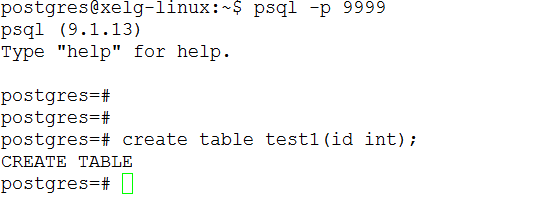 postgres@xelg-linux:~$ psql -p 9999
psql (9.1.13)
Type "help" for help.
postgres=#
postgres=#
postgres=# create table test1(id int);
CREATE TABLE
postgres=#